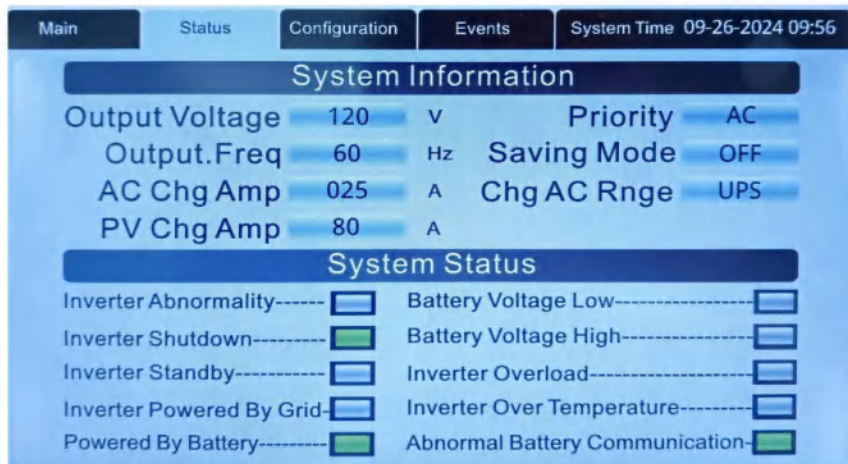 Main Status Configuration Events System Time 09-26-2024 09:56
System Information
Output Voltage 120 V Priority AC
Output.Freq 60 Hz Saving Mode OFF
AC Chg Amp 025 A Chg AC Rnge UPS
PV Chg Amp 80 A
System Status
Inverter Abnormality------ Battery Voltage Low-----------------
Inverter Shutdown--------- Battery Voltage High----------------
Inverter Standby---------- Inverter Overload--------------------
Inverter Powered By Grid- Inverter Over Temperature---------
Powered By Battery--------- Abnormal Battery Communication-